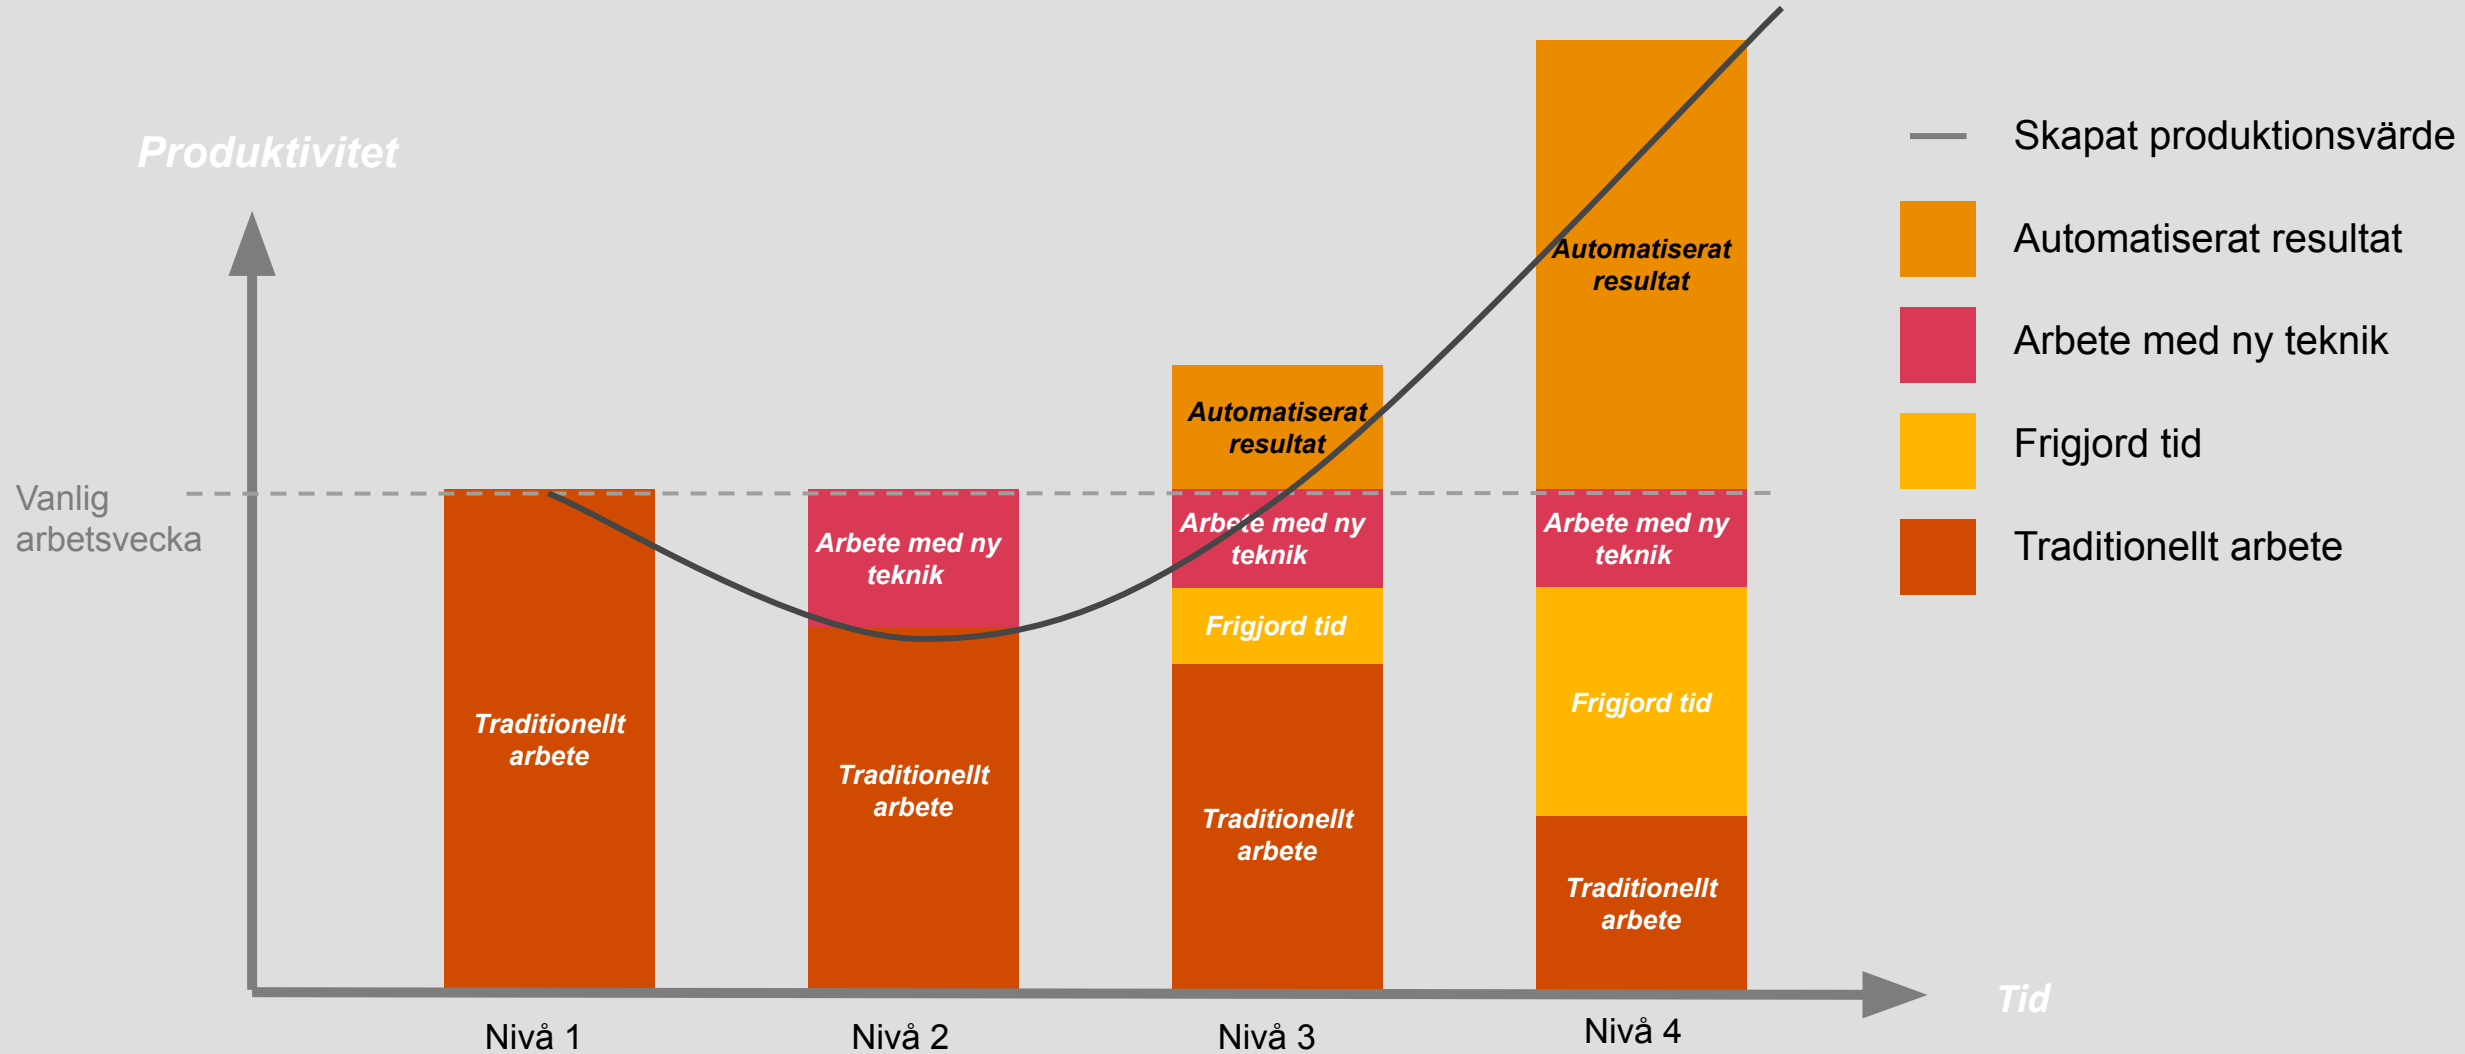 Produktivitet
Vanlig
arbetsvecka
Traditionellt
arbete
Nivå 1
Arbete med ny
teknik
Traditionellt
arbete
Nivå 2
Automatiserat
resultat
Arbete med ny
teknik
Frigjord tid
Traditionellt
arbete
Nivå 3
Automatiserat
resultat
Arbete med ny
teknik
Frigjord tid
Traditionellt
arbete
Nivå 4
Tid
Skapat produktionsvärde
Automatiserat resultat
Arbete med ny teknik
Frigjord tid
Traditionellt arbete